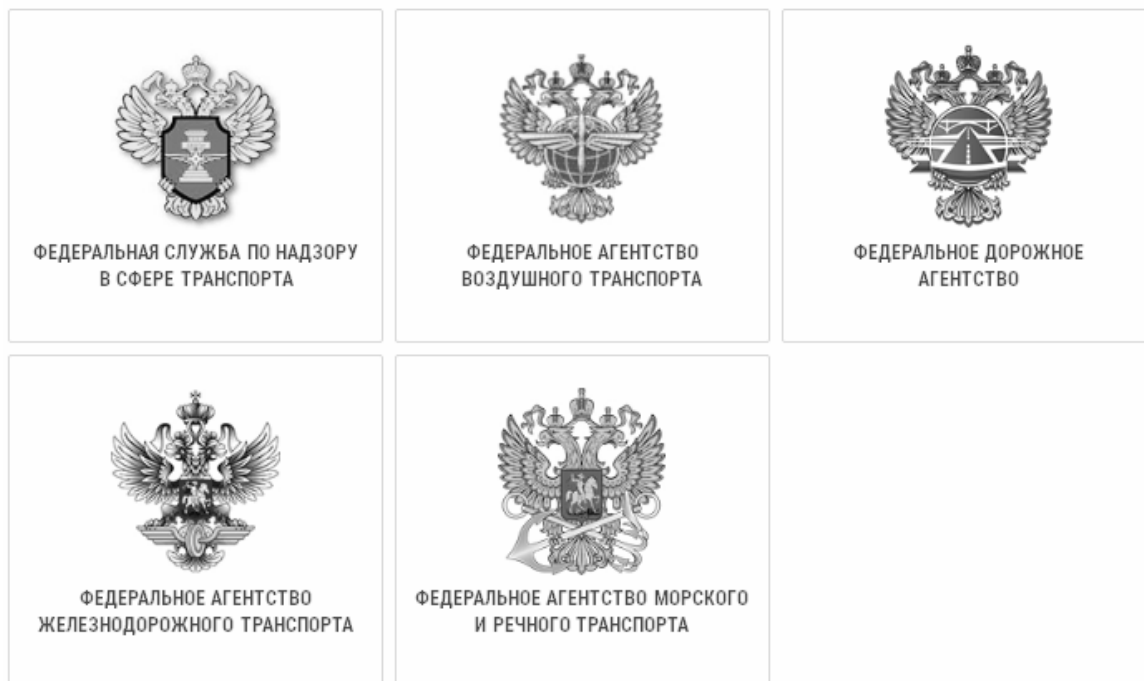 ФЕДЕРАЛЬНАЯ СЛУЖБА ПО НАДЗОРУ
В СФЕРЕ ТРАНСПОРТА
ФЕДЕРАЛЬНОЕ АГЕНТСТВО
ВОЗДУШНОГО ТРАНСПОРТА
ФЕДЕРАЛЬНОЕ ДОРОЖНОЕ
АГЕНТСТВО
ФЕДЕРАЛЬНОЕ АГЕНТСТВО
ЖЕЛЕЗНОДОРОЖНОГО ТРАНСПОРТА
ФЕДЕРАЛЬНОЕ АГЕНТСТВО МОРСКОГО
И РЕЧНОГО ТРАНСПОРТА